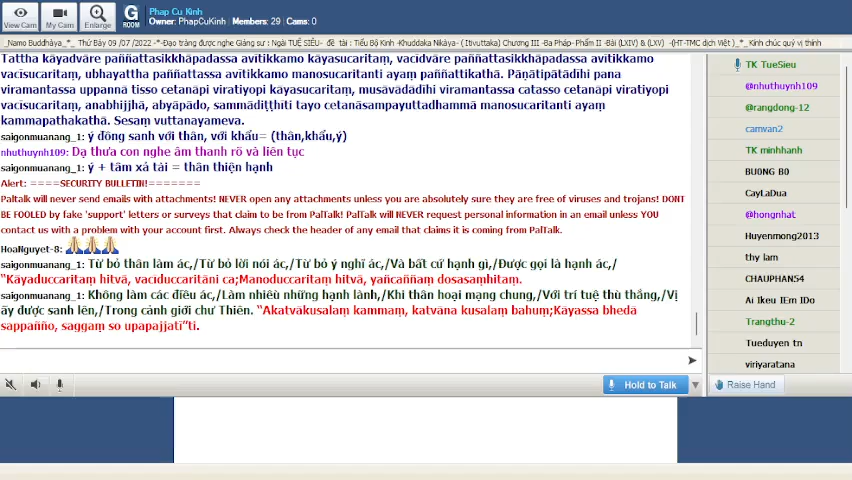 Phap Cu Kinh
Owner: PhapCuKinh Members: 29 Cams: 0
View Cam
My Cam
Enlarge
G
ROOM
_Namo Buddhàya_*_ Thứ Bảy 09 /07 /2022 -*-Đạo tràng được nghe Giảng sư : Ngài TUỆ SIÊU- đề tài : Tiểu Bộ Kinh -Khuddaka Nikàya- ( Itivuttaka) Chương III -Ba Pháp- Phẩm II -Bài (LXIV) & (LXV) -(HT-TMC dịch Việt )_*_ Kính chúc quý vị thính
Tattha kāyadvāre paññattasikkhāpadassa avītikkamo kāyasucaritaṃ, vacīdvāre paññattasikkhāpadassa avītikkamo
vacīsucaritaṃ, ubhayattha paññattassa avītikkamo manosucaritanti ayaṃ paññattikathā. Pāṇātipātādīhi pana
viramantassa uppannā tisso cetanāpi viratiyopi kāyasucaritaṃ, musāvādādīhi viramantassa catasso cetanāpi viratiyopi
vacīsucaritaṃ, anabhijjhā, abyāpādo, sammādiṭṭhīti tayo cetanāsampayuttadhammā manosucaritanti ayaṃ
kammapathakathā. Sesaṃ vuttanayameva.
saigonmuanang_1: ý đồng sanh với thân, với khẩu= (thân,khẩu,ý)
nhuthuynh109: Dạ thưa con nghe âm thanh rõ và liên tục
saigonmuanang_1: ý + tâm xả tài = thân thiện hạnh
Alert: ====SECURITY BULLETIN!=======
Paltalk will never send emails with attachments! NEVER open any attachments unless you are absolutely sure they are free of viruses and trojans! DONT
BE FOOLED by fake 'support' letters or surveys that claim to be from PalTalk! PalTalk will NEVER request personal information in an email unless YOU
contact us with a problem with your account first. Always check the header of any email that claims it is coming from PalTalk.
HoaNguyet-8:
saigonmuanang_1: Từ bỏ thân làm ác,/Từ bỏ lời nói ác,/Từ bỏ ý nghĩ ác,/Và bất cứ hạnh gì,/Được gọi là hạnh ác,/
"Kāyaduccaritaṃ hitvā, vacīduccaritāni ca;Manoduccaritaṃ hitvā, yañcaññaṃ dosasaṃhitaṃ.
saigonmuanang_1: Không làm các điều ác,/Làm nhiều những hạnh lành,/Khi thân hoại mạng chung,/Với trí tuệ thù thắng,/Vị
ấy được sanh lên,/Trong cảnh giới chư Thiên. "Akatvākusalaṃ kammaṃ, katvāna kusalaṃ bahuṃ;Kāyassa bhedā
sappañño, saggaṃ so upapajjatī"ti.
Hold to Talk
TK TueSieu
@nhuthuynh109
@rangdong-12
camvan2
TK minhhanh
BU0NG B0
CayLaDua
@hongnhat
Huyenmong2013
thy lam
CHAUPHAN54
Ai lkeu IEm IDo
Trangthu-2
Tueduyen tn
viriyaratana
Raise Hand